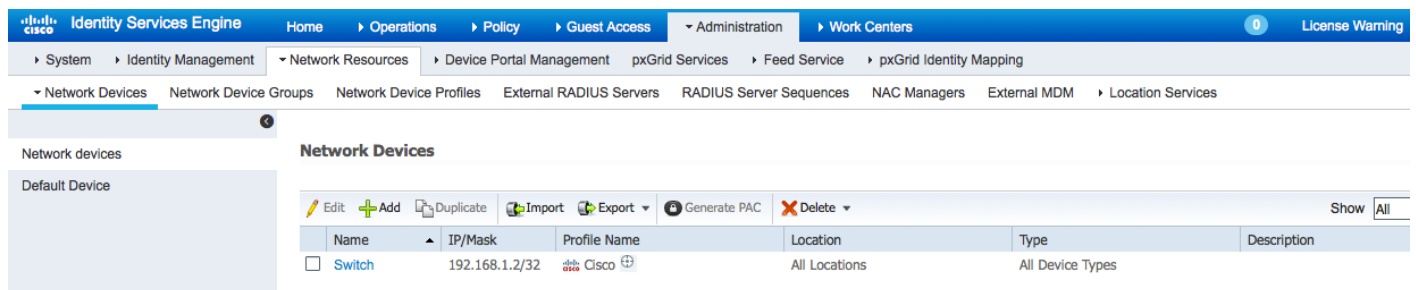 cisco Identity Services Engine Home Operations Policy Guest Access Administration Work Centers 0 License Warning
System Identity Management Network Resources Device Portal Management pxGrid Services Feed Service pxGrid Identity Mapping
Network Devices Network Device Groups Network Device Profiles External RADIUS Servers RADIUS Server Sequences NAC Managers External MDM Location Services
Network devices
Default Device
Network Devices
Edit Add Duplicate Import Export Generate PAC Delete Show All
Name IP/Mask Profile Name Location Type Description
Switch 192.168.1.2/32 cisco Cisco All Locations All Device Types